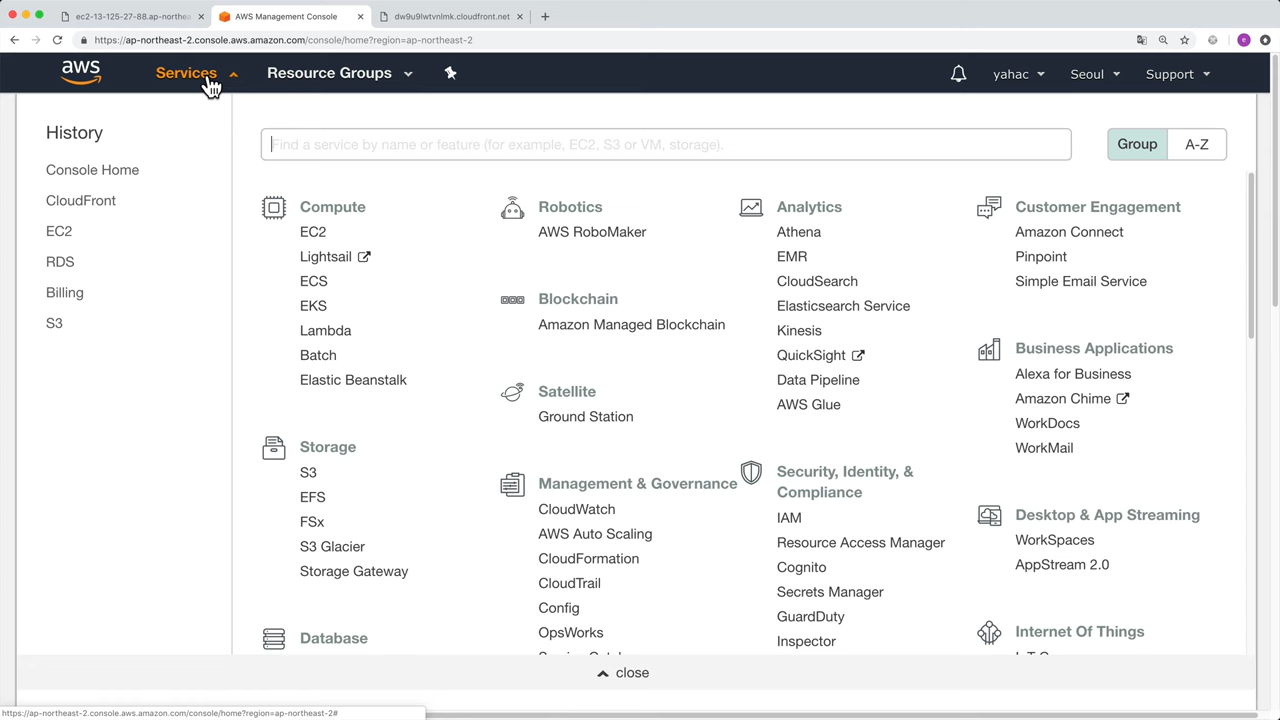 ec2-13-125-27-88.ap-northea
AWS Management Console
dw9u9lwtvnlmk.cloudfront.net
https://ap-northeast-2.console.aws.amazon.com/console/home?region=ap-northeast-2
e
aws
Services
Resource Groups
yahac
Seoul
Support
History
Console Home
CloudFront
EC2
RDS
Billing
S3
Find a service by name or feature (for example, EC2, S3 or VM, storage).
Group
A-Z
Compute
EC2
Lightsail
ECS
EKS
Lambda
Batch
Elastic Beanstalk
Storage
S3
EFS
FSx
S3 Glacier
Storage Gateway
Database
Robotics
AWS RoboMaker
Blockchain
Amazon Managed Blockchain
Satellite
Ground Station
Management & Governance
CloudWatch
AWS Auto Scaling
CloudFormation
CloudTrail
Config
OpsWorks
Analytics
Athena
EMR
CloudSearch
Elasticsearch Service
Kinesis
QuickSight
Data Pipeline
AWS Glue
Security, Identity, &
Compliance
IAM
Resource Access Manager
Cognito
Secrets Manager
GuardDuty
Inspector
Customer Engagement
Amazon Connect
Pinpoint
Simple Email Service
Business Applications
Alexa for Business
Amazon Chime
WorkDocs
WorkMail
Desktop & App Streaming
WorkSpaces
AppStream 2.0
Internet Of Things
close
https://ap-northeast-2.console.aws.amazon.com/console/home?region=ap-northeast-2#